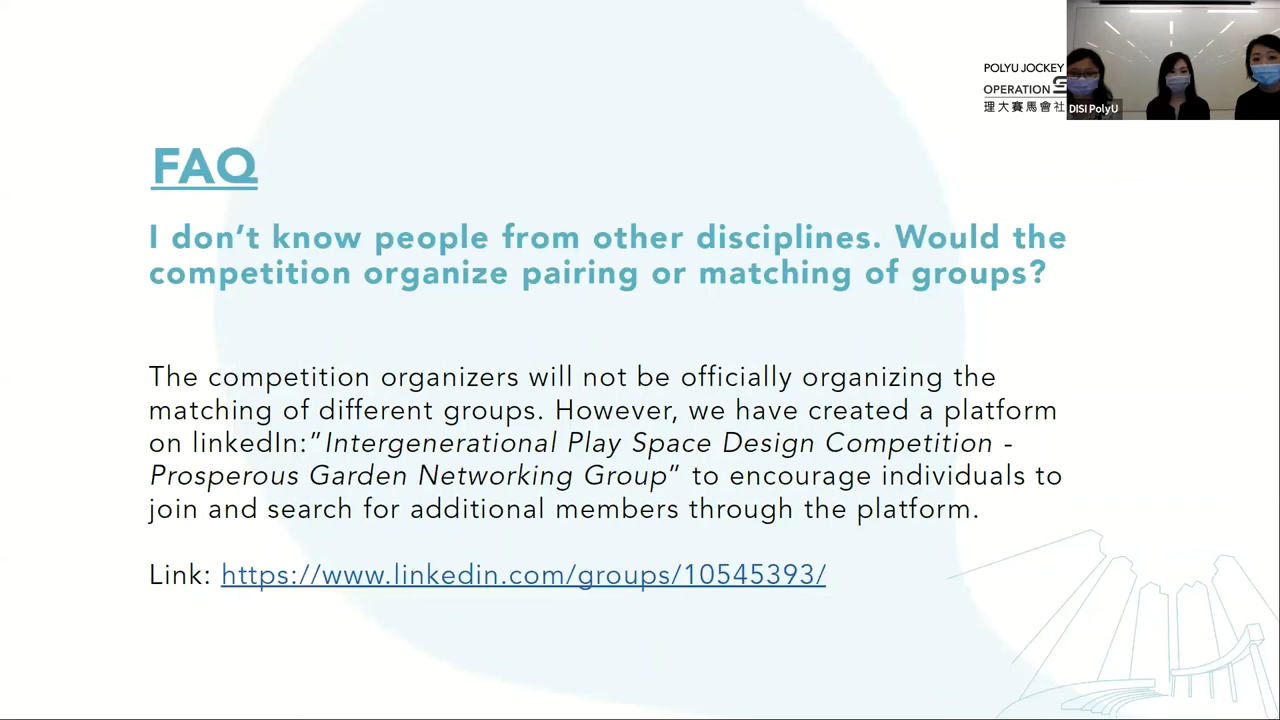 POLYU JOCKEY
OPERATION S
理大賽馬會社
DISI PolyU
FAQ
I don’t know people from other disciplines. Would the
competition organize pairing or matching of groups?
The competition organizers will not be officially organizing the
matching of different groups. However, we have created a platform
on linkedIn:”Intergenerational Play Space Design Competition -
Prosperous Garden Networking Group” to encourage individuals to
join and search for additional members through the platform.
Link: https://www.linkedin.com/groups/10545393/